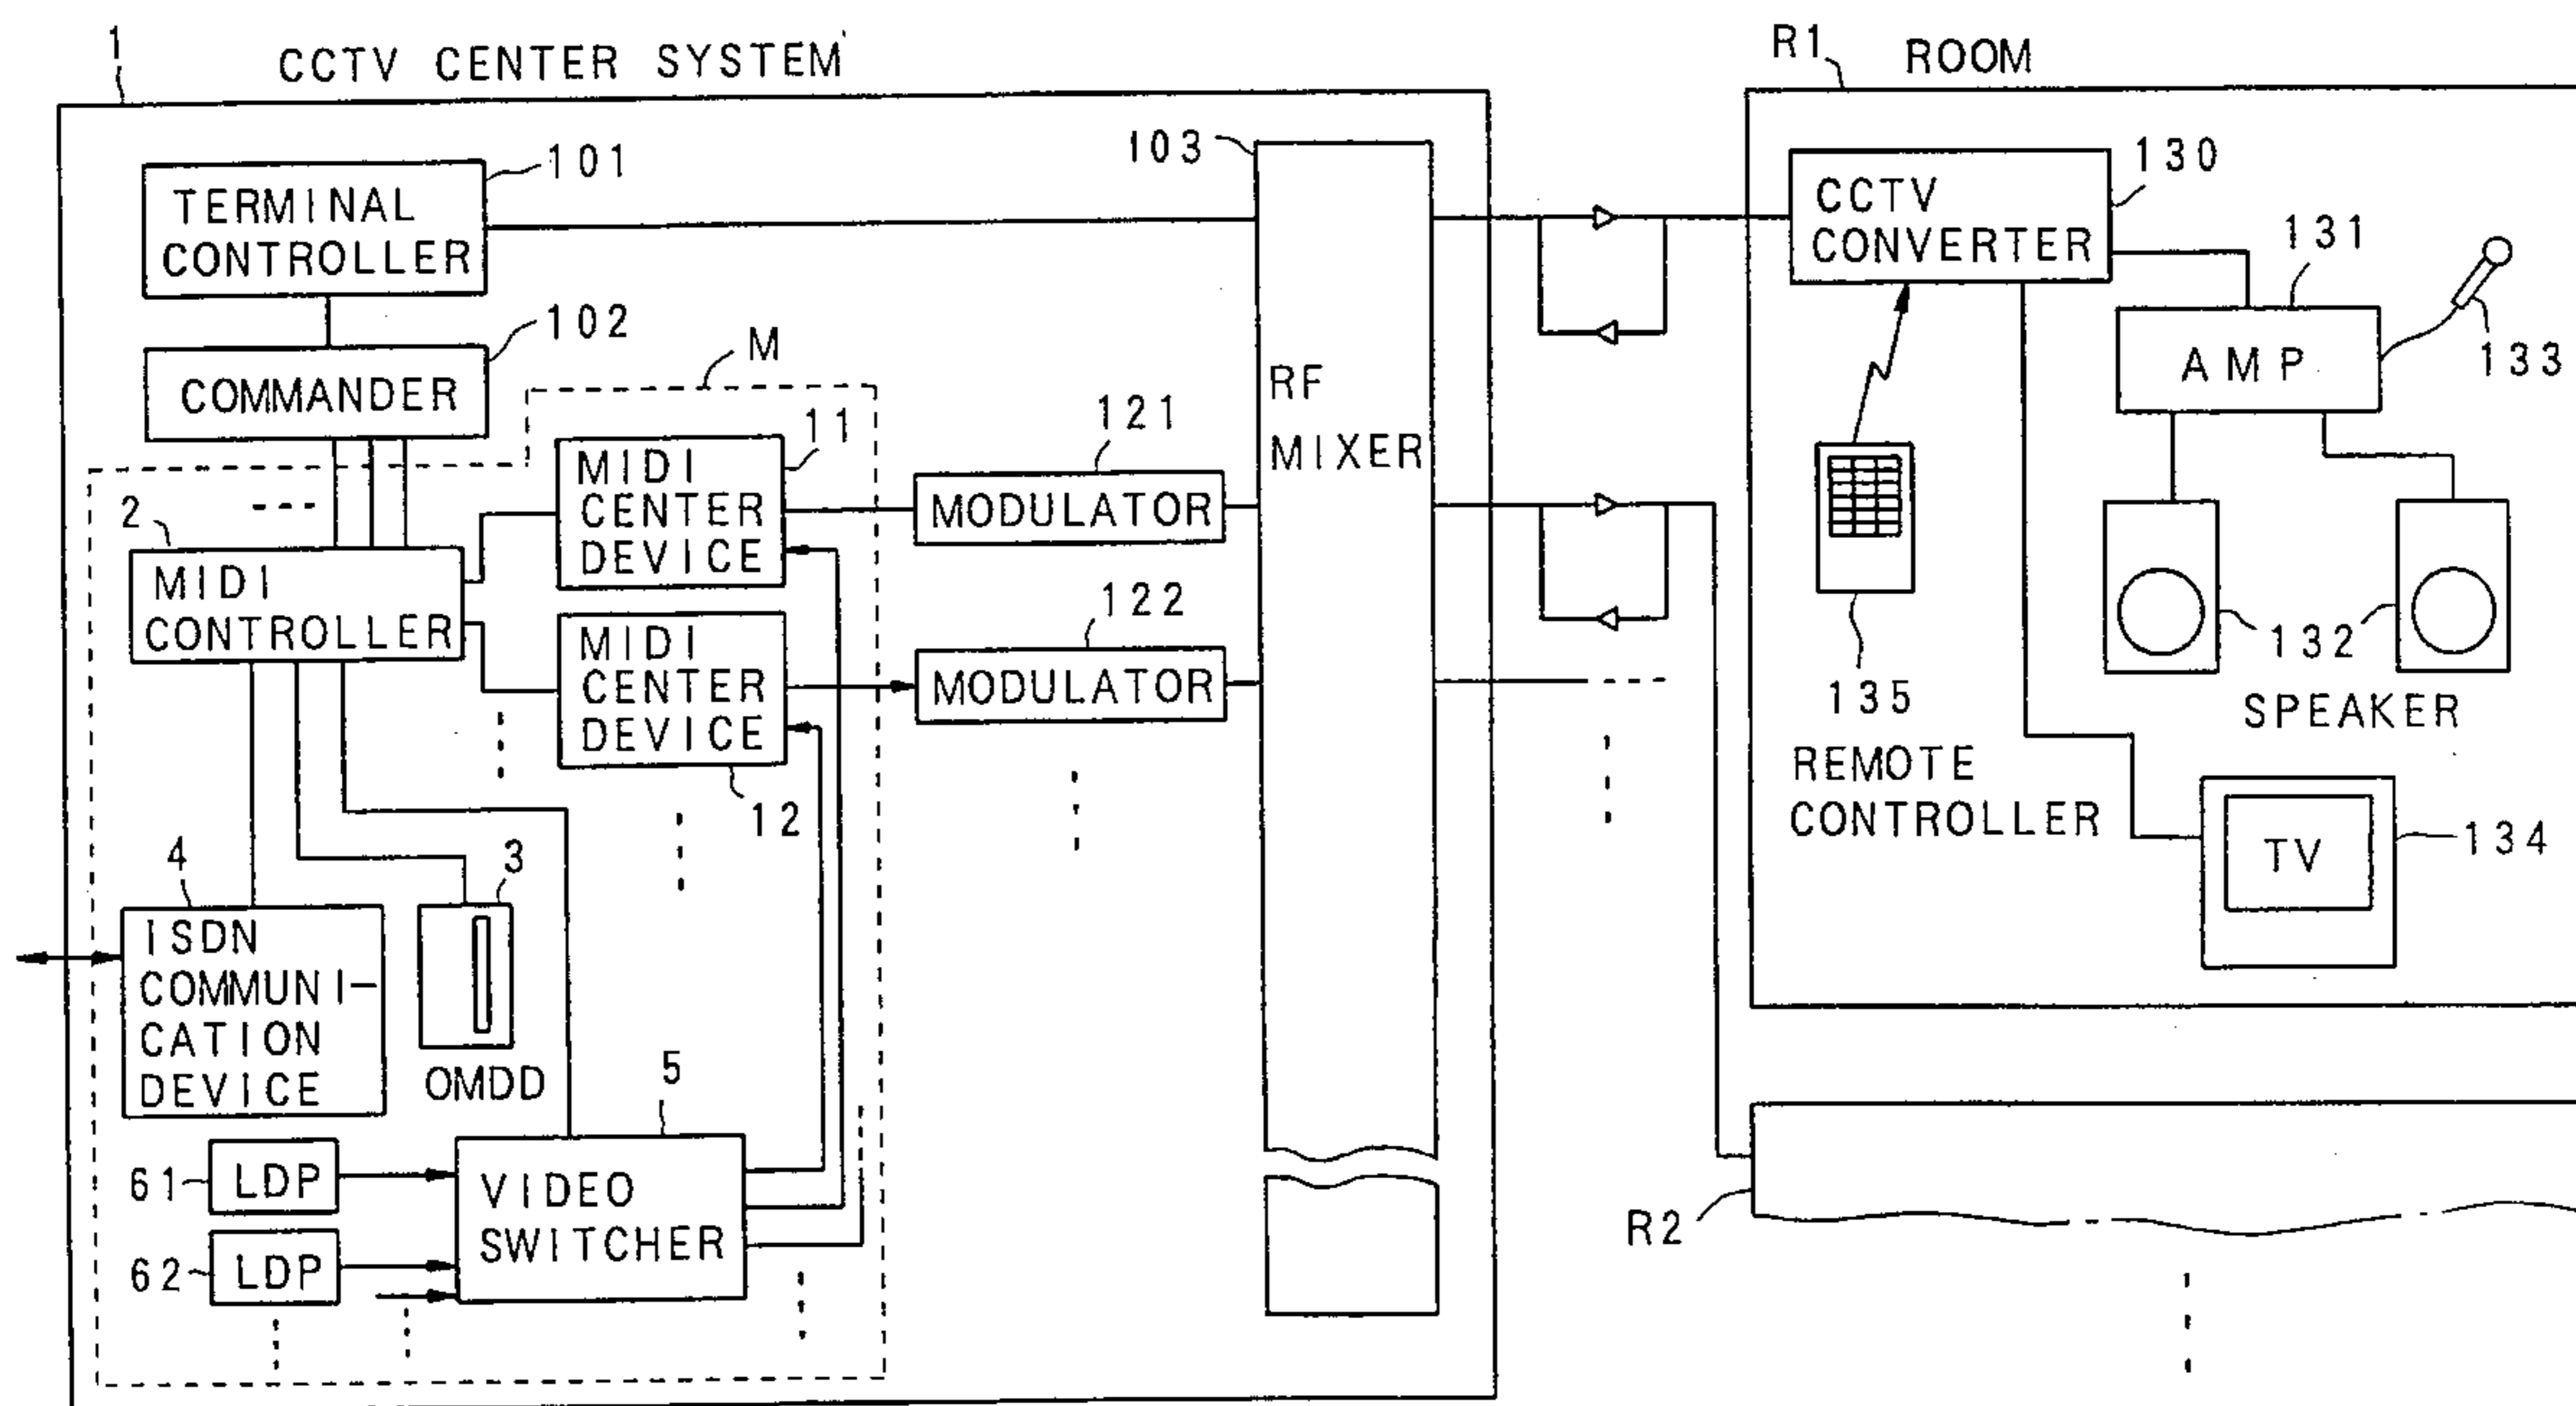 1
CCTV CENTER SYSTEM
R1
ROOM
101
TERMINAL
CONTROLLER
102
COMMANDER
M
103
RF
MIXER
2
MIDI
CONTROLLER
11
MIDI
CENTER
DEVICE
12
MIDI
CENTER
DEVICE
121
MODULATOR
122
MODULATOR
4
ISDN
COMMUNI-
CATION
DEVICE
3
OMDD
5
VIDEO
SWITCHER
61
LDP
62
LDP
130
CCTV
CONVERTER
131
AMP
133
132
SPEAKER
135
REMOTE
CONTROLLER
134
TV
R2